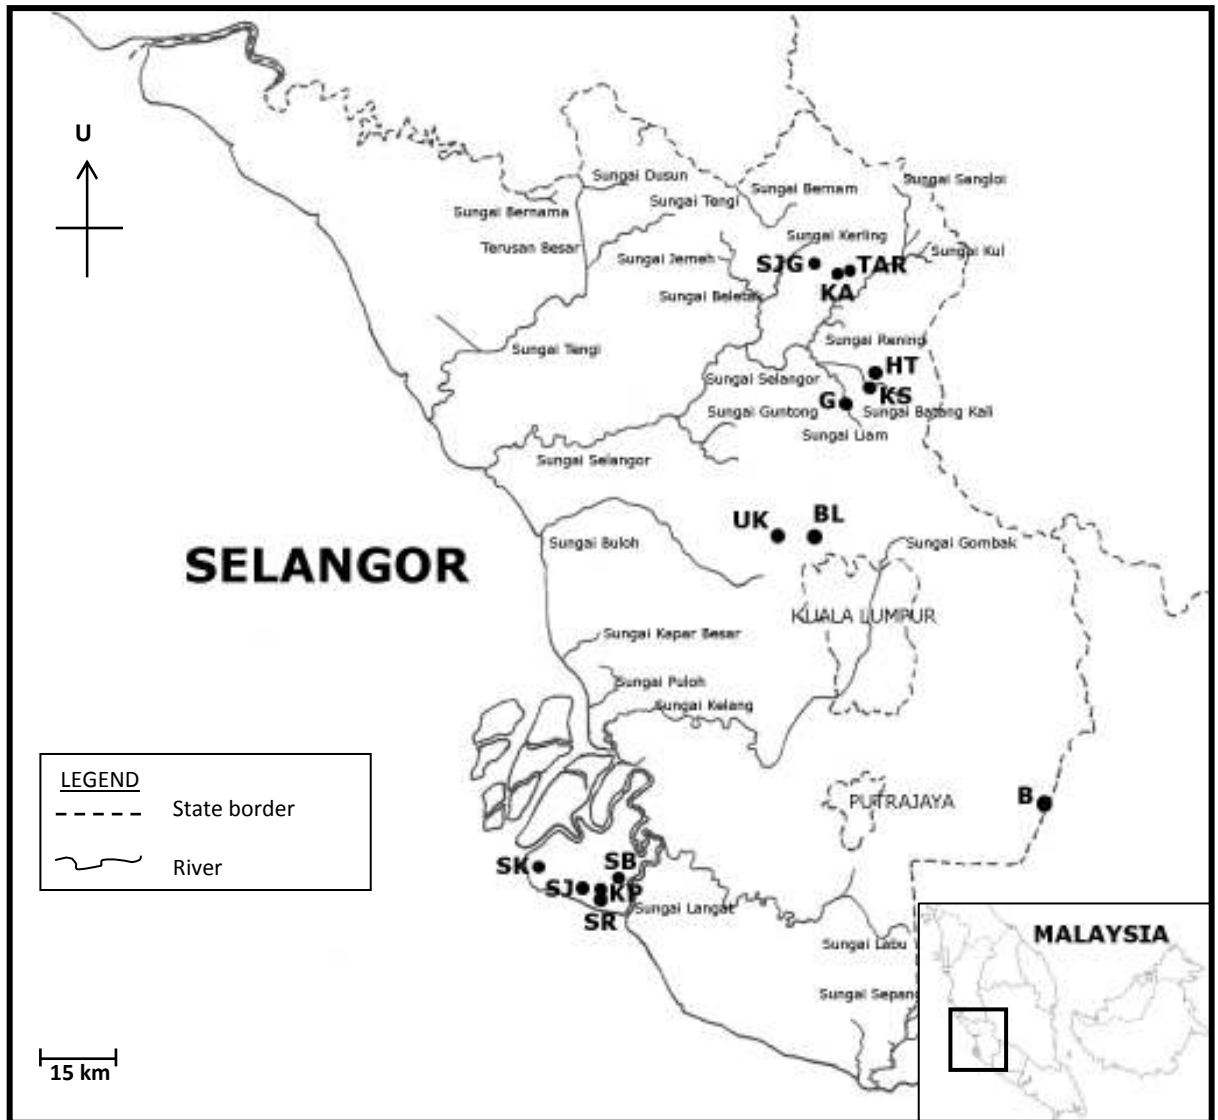 U
Sungai Dusun
Sungai Sangloi
Sungai Bernam
Sungai Tengi
Sungai Bernama
Sungai Kerling
Terusan Besar
Sungai Kul
Sungai Jemeh
SJG
TAR
KA
Sungai Beletak
Sungai Rening
Sungai Tengi
HT
Sungai Selangor
KS
G
Sungai Guntong
Sungai Batang Kali
Sungai Liam
Sungai Selangor
UK
BL
Sungai Buloh
Sungai Gombak
SELANGOR
KUALA LUMPUR
Sungai Kapar Besar
Sungai Puloh
Sungai Kelang
LEGEND
State border
River
PUTRAJAYA
B
SK
SB
SJ
KP
SR
Sungai Langat
Sungai Labu
MALAYSIA
Sungai Sepang
15 km